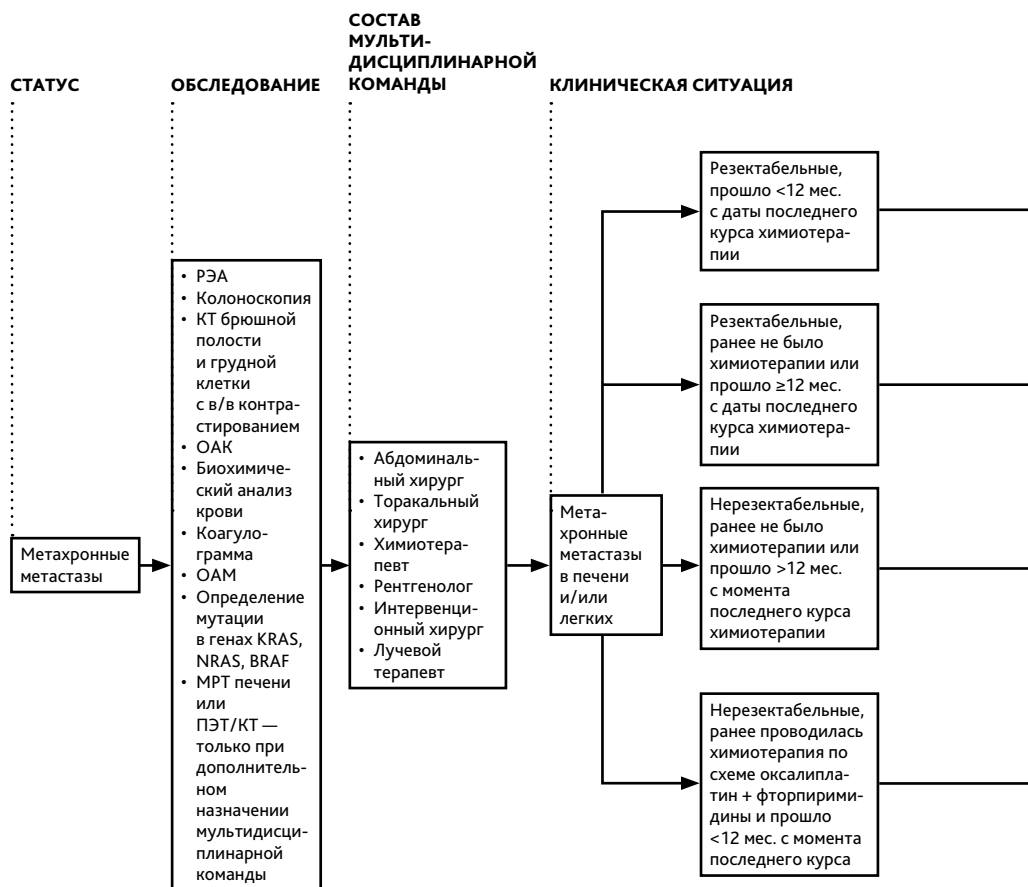 СТАТУС
ОБСЛЕДОВАНИЕ
СОСТАВ
МУЛЬТИ-
ДИСЦИПЛИНАРНОЙ
КОМАНДЫ
КЛИНИЧЕСКАЯ СИТУАЦИЯ
Метахронные
метастазы
• РЭА
• Колоноскопия
• КТ брюшной
полости
и грудной
клетки
с в/в контра-
стированием
• ОАК
• Биохимиче-
ский анализ
крови
• Коагуло-
грамма
• ОАМ
• Определение
мутации
в генах KRAS,
NRAS, BRAF
• МРТ печени
или
ПЭТ/КТ —
только при
дополнитель-
ном
назначении
мультидисци-
плинарной
команды
• Абдоминаль-
ный хирург
• Торакальный
хирург
• Химиотера-
певт
• Рентгенолог
• Интервенци-
онный хирург
• Лучевой
терапевт
Мета-
хронные
метастазы
в печени
и/или
легких
Резектабельные,
прошло <12 мес.
с даты последнего
курса химиотера-
пии
Резектабельные,
ранее не было
химиотерапии или
прошло ≥12 мес.
с даты последнего
курса химиотера-
пии
Нерезектабельные,
ранее не было
химиотерапии или
прошло >12 мес.
с момента
последнего курса
химиотерапии
Нерезектабельные,
ранее проводилась
химиотерапия по
схеме оксалипла-
тин + фторпирими-
дины и прошло
<12 мес. с момента
последнего курса